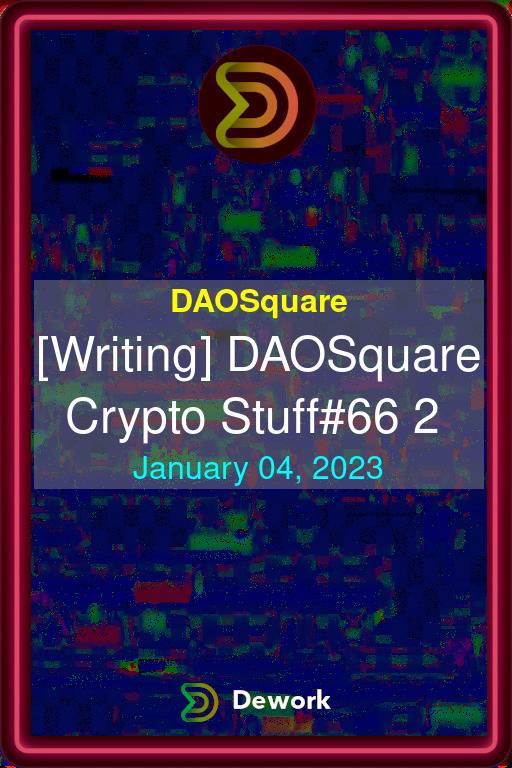 DAOSquare
[Writing] DAOSquare
Crypto Stuff#66 2
January 04, 2023
Dework